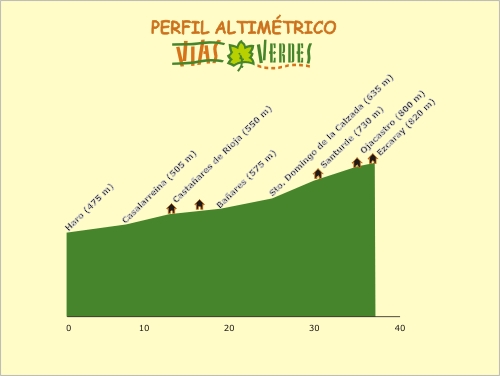 PERFIL ALTIMÉTRICO
VIAS VERDES
Haro (475 m)
Casalarreina (505 m)
Castañares de Rioja (550 m)
Bañares (575 m)
Sto. Domingo de la Calzada (635 m)
Santurde (730 m)
Ojacastro (800 m)
Ezcaray (820 m)
0 10 20 30 40